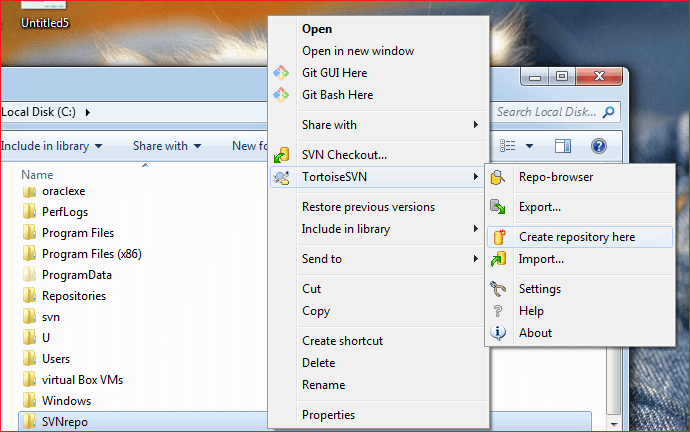 Untitled5
Local Disk (C:)
Search Local Disk...
Include in library
Share with
New fo
Name
oraclexe
PerfLogs
Program Files
Program Files (x86)
ProgramData
Repositories
svn
U
Users
virtual Box VMs
Windows
SVNrepo
Open
Open in new window
Git GUI Here
Git Bash Here
Share with
SVN Checkout...
TortoiseSVN
Restore previous versions
Include in library
Send to
Cut
Copy
Create shortcut
Delete
Rename
Properties
Repo-browser
Export...
Create repository here
Import...
Settings
Help
About